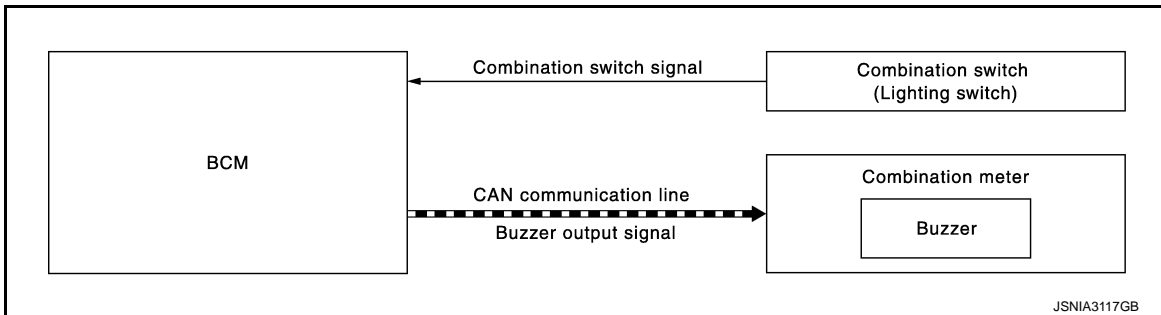 Combination switch signal
Combination switch
(Lighting switch)
BCM
Combination meter
CAN communication line
Buzzer output signal
Buzzer
JSNIA3117GB